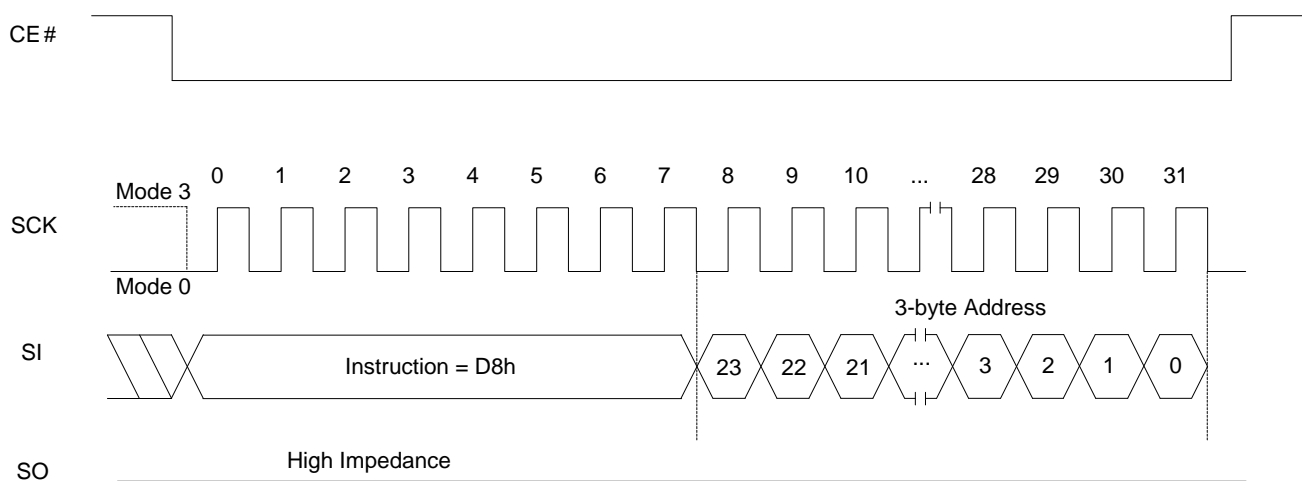 CE#
0 1 2 3 4 5 6 7 8 9 10 ... 28 29 30 31
Mode 3
SCK
Mode 0
3-byte Address
SI
Instruction = D8h
23 22 21 ... 3 2 1 0
High Impedance
SO